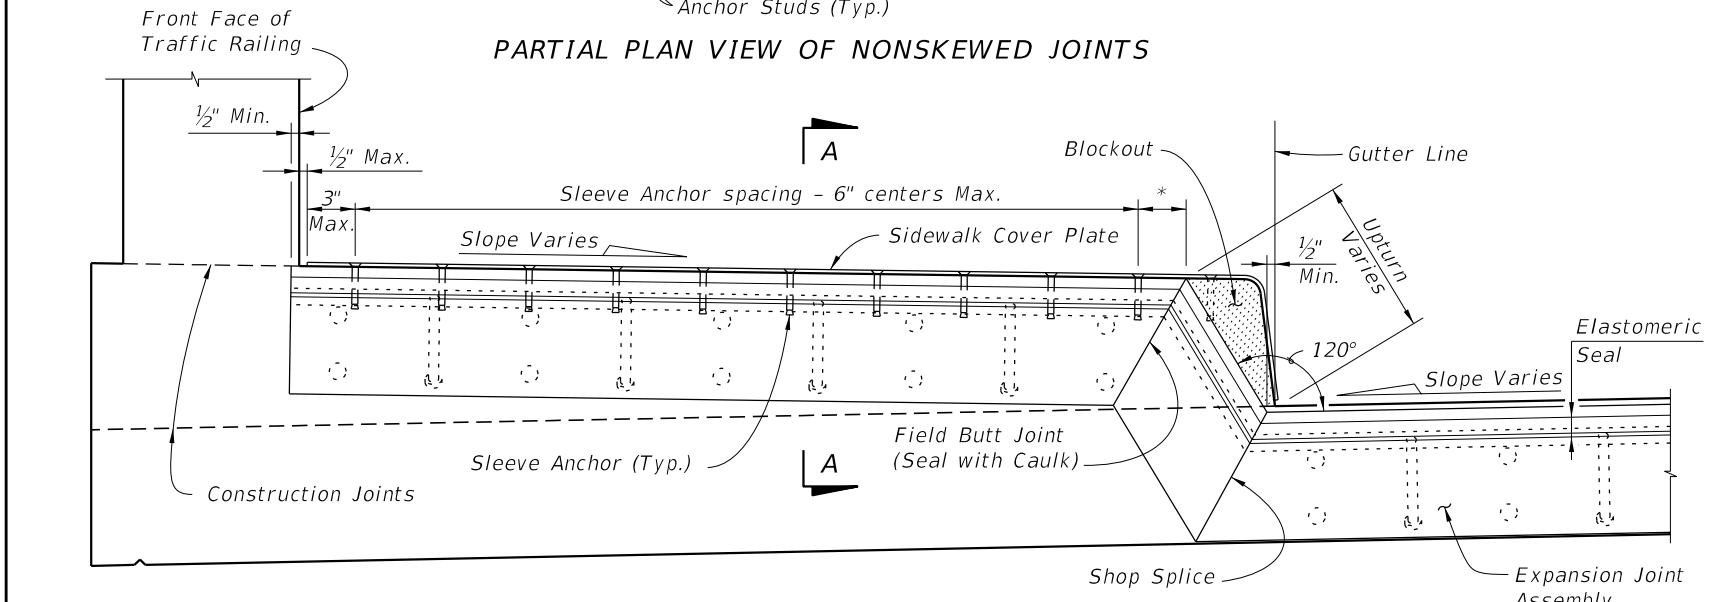 Anchor Studs (Typ.)
Front Face of
Traffic Railing
PARTIAL PLAN VIEW OF NONSKEWED JOINTS
½" Min.
½" Max.
3"
Max.
Sleeve Anchor spacing – 6" centers Max.
*
A
Blockout
Gutter Line
Slope Varies
Sidewalk Cover Plate
½"
Min.
Upturn
Varies
120°
Elastomeric
Seal
Slope Varies
Field Butt Joint
(Seal with Caulk)
Sleeve Anchor (Typ.)
A
Construction Joints
Shop Splice
Expansion Joint
Assembly